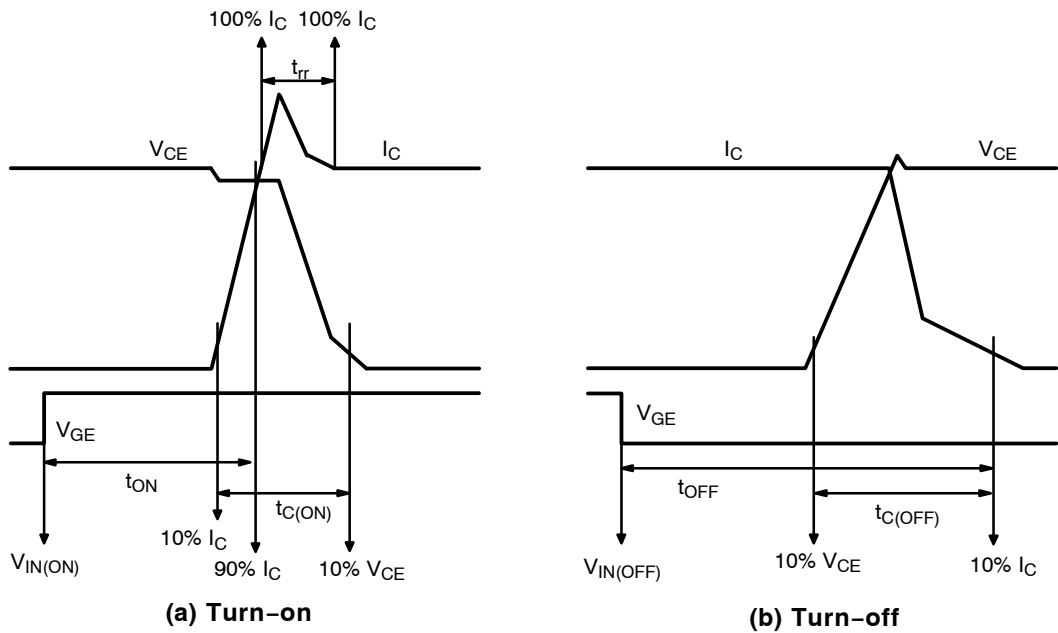 100% IC 100% IC
trr
VCE IC
VGE
tON
tC(ON)
10% IC
VIN(ON)
90% IC 10% VCE
(a) Turn–on
IC VCE
VGE
tOFF
tC(OFF)
VIN(OFF)
10% VCE
10% IC
(b) Turn–off